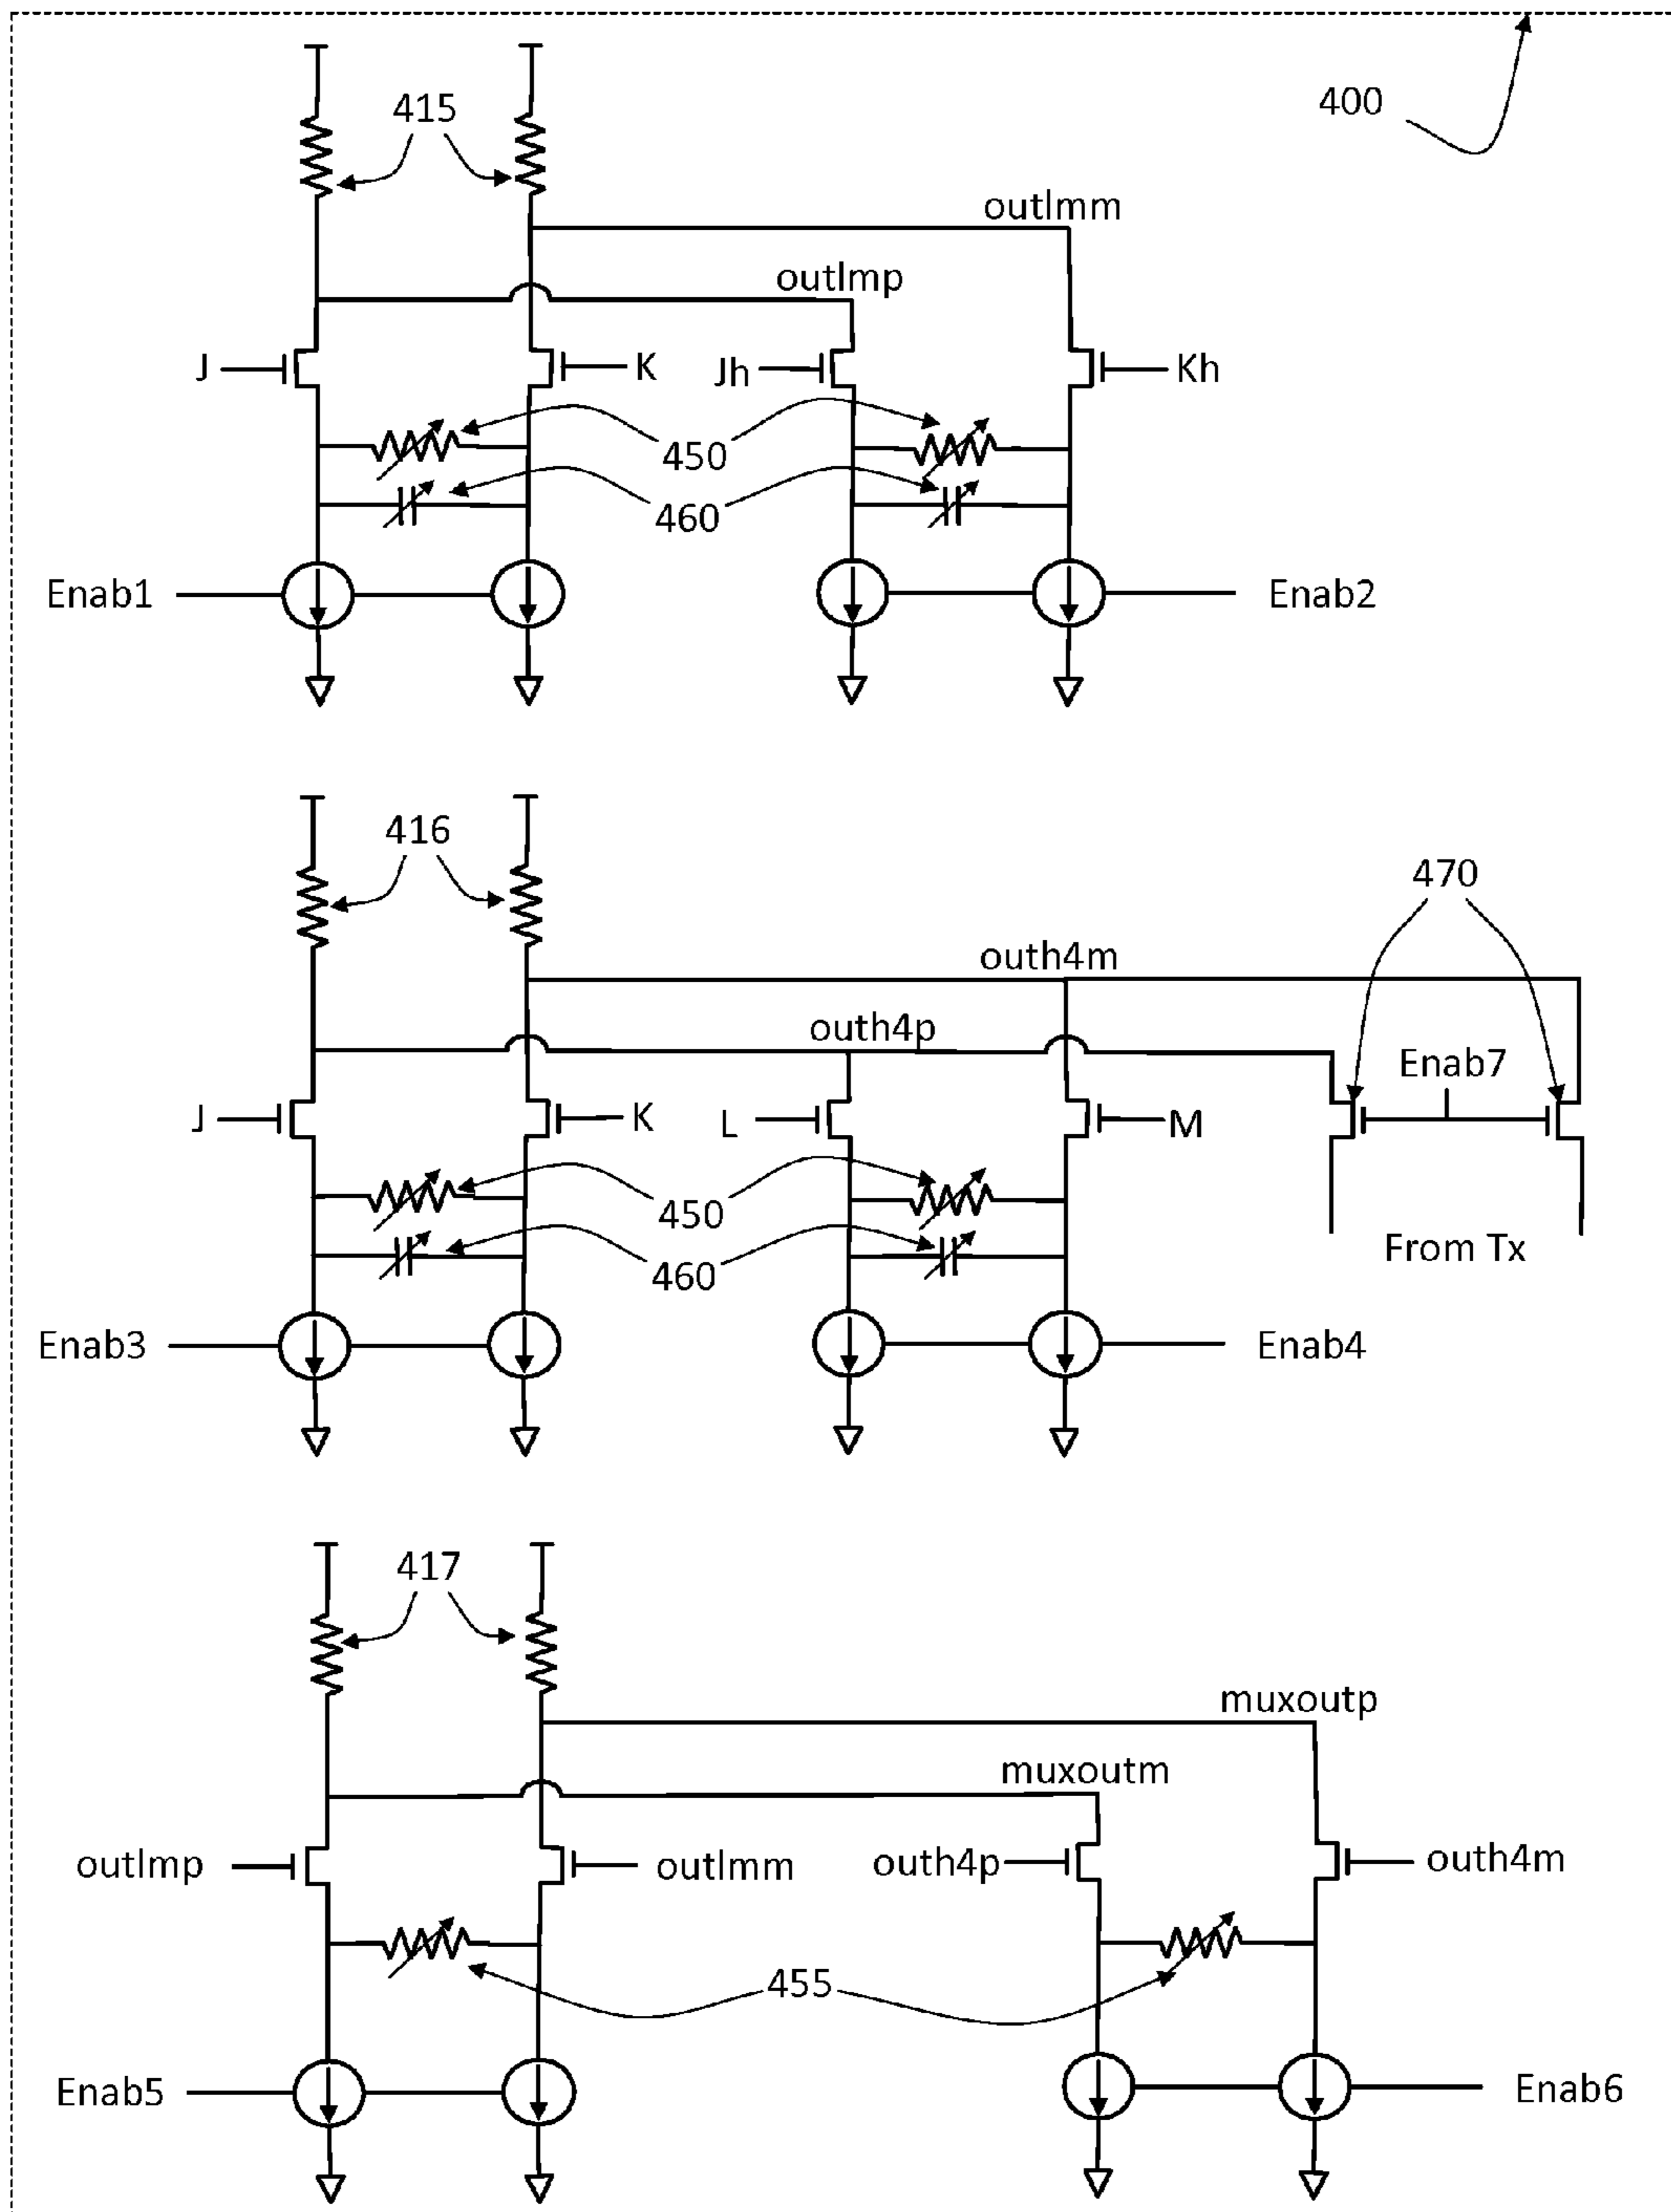 400
415
outlmm
outlmp
J
K
Jh
Kh
450
460
Enab1
Enab2
416
470
outh4m
outh4p
Enab7
J
K
L
M
450
From Tx
460
Enab3
Enab4
417
muxoutp
muxoutm
outlmp
outlmm
outh4p
outh4m
455
Enab5
Enab6